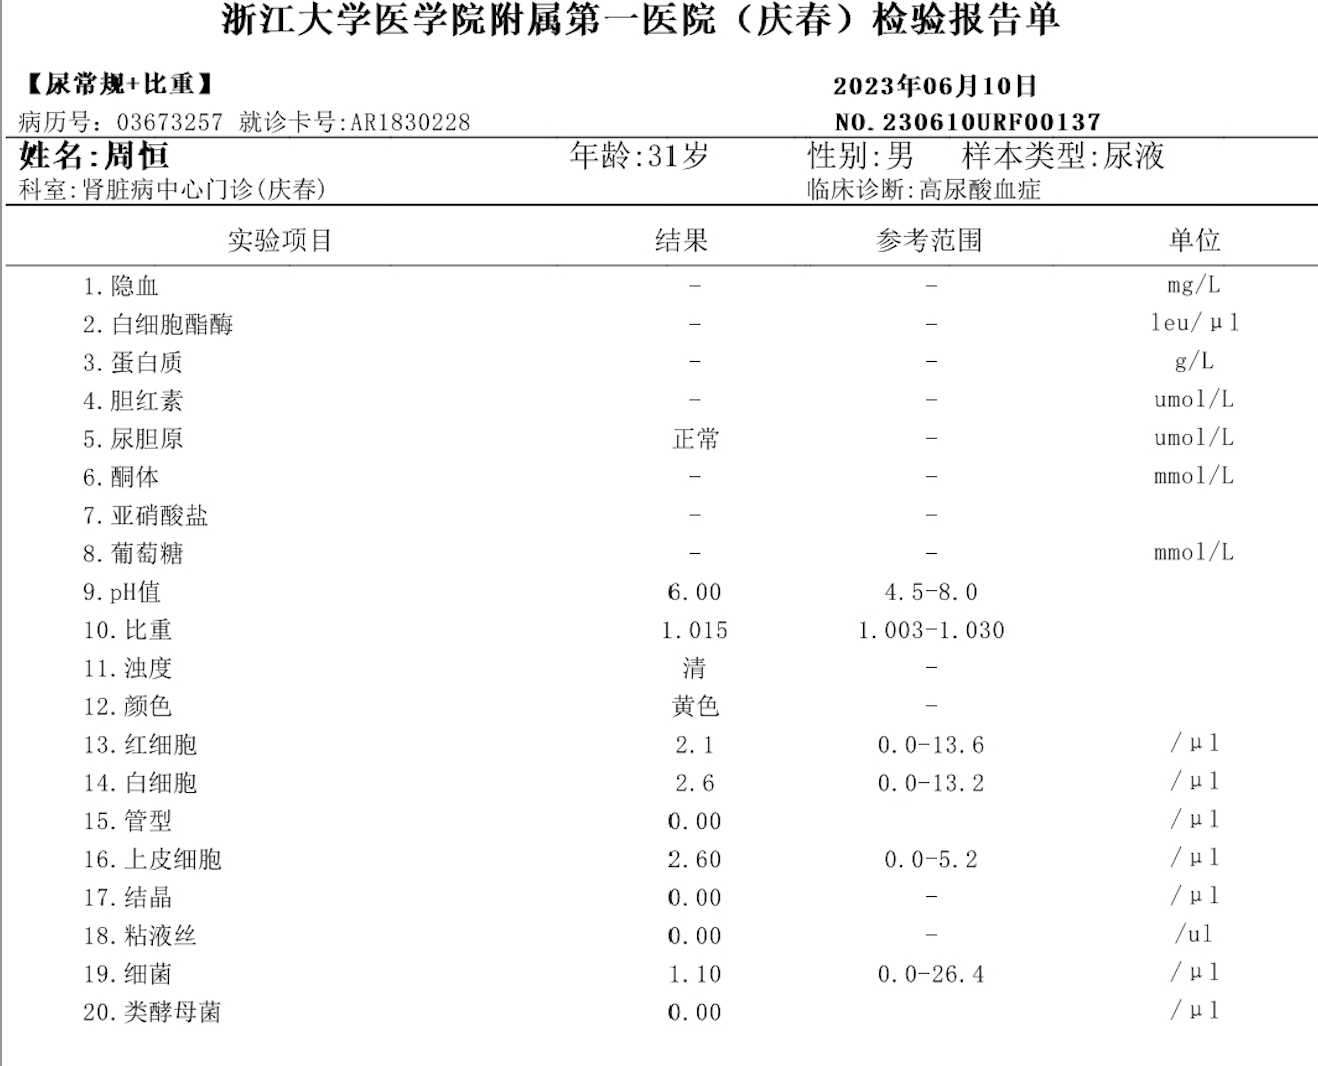 浙江大学医学院附属第一医院（庆春）检验报告单
【尿常规+比重】 2023年06月10日
病历号：03673257 就诊卡号:AR1830228 NO.230610URF00137
姓名:周恒 年龄:31岁 性别:男 样本类型:尿液
科室:肾脏病中心门诊(庆春) 临床诊断:高尿酸血症
实验项目 结果 参考范围 单位
1.隐血 - - mg/L
2.白细胞酯酶 - - leu/μl
3.蛋白质 - - g/L
4.胆红素 - - umol/L
5.尿胆原 正常 - umol/L
6.酮体 - - mmol/L
7.亚硝酸盐 - -
8.葡萄糖 - - mmol/L
9.pH值 6.00 4.5-8.0
10.比重 1.015 1.003-1.030
11.浊度 清 -
12.颜色 黄色 -
13.红细胞 2.1 0.0-13.6 /μl
14.白细胞 2.6 0.0-13.2 /μl
15.管型 0.00 /μl
16.上皮细胞 2.60 0.0-5.2 /μl
17.结晶 0.00 - /μl
18.粘液丝 0.00 - /ul
19.细菌 1.10 0.0-26.4 /μl
20.类酵母菌 0.00 /μl